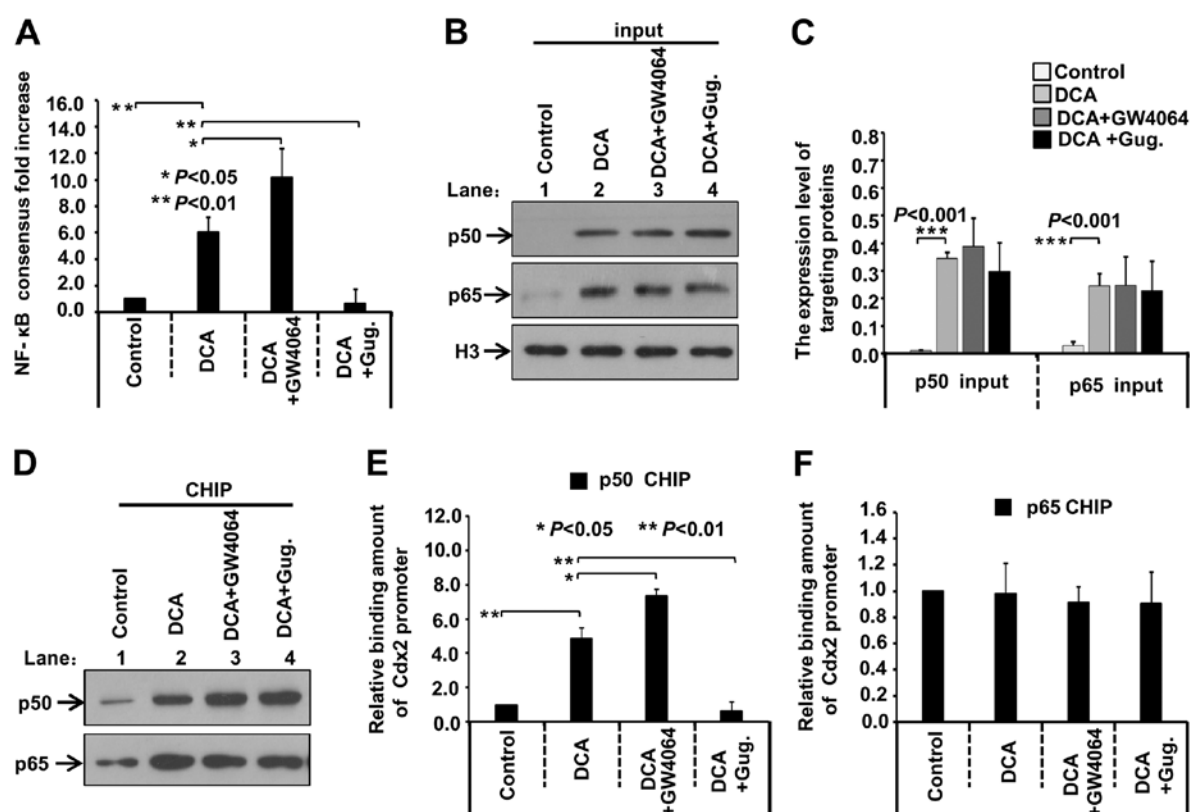 A
NF- κB consensus fold increase
16.0
14.0
12.0
10.0
8.0
6.0
4.0
2.0
0.0
**
**
*
* P<0.05
** P<0.01
Control
DCA
DCA
+GW4064
DCA
+Gug.
B
input
Control
DCA
DCA+GW4064
DCA+Gug.
Lane: 1 2 3 4
p50
p65
H3
C
Control
DCA
DCA+GW4064
DCA +Gug.
The expression level of
targeting proteins
0.8
0.7
0.6
0.5
0.4
0.3
0.2
0.1
0.0
P<0.001
***
P<0.001
***
p50 input
p65 input
D
CHIP
Control
DCA
DCA+GW4064
DCA+Gug.
Lane: 1 2 3 4
p50
p65
E
p50 CHIP
Relative binding amount
of Cdx2 promoter
12.0
10.0
8.0
6.0
4.0
2.0
0.0
* P<0.05 ** P<0.01
**
*
**
Control
DCA
DCA
+GW4064
DCA
+Gug.
F
p65 CHIP
Relative binding amount
of Cdx2 promoter
1.6
1.4
1.2
1.0
0.8
0.6
0.4
0.2
0.0
Control
DCA
DCA
+GW4064
DCA
+Gug.